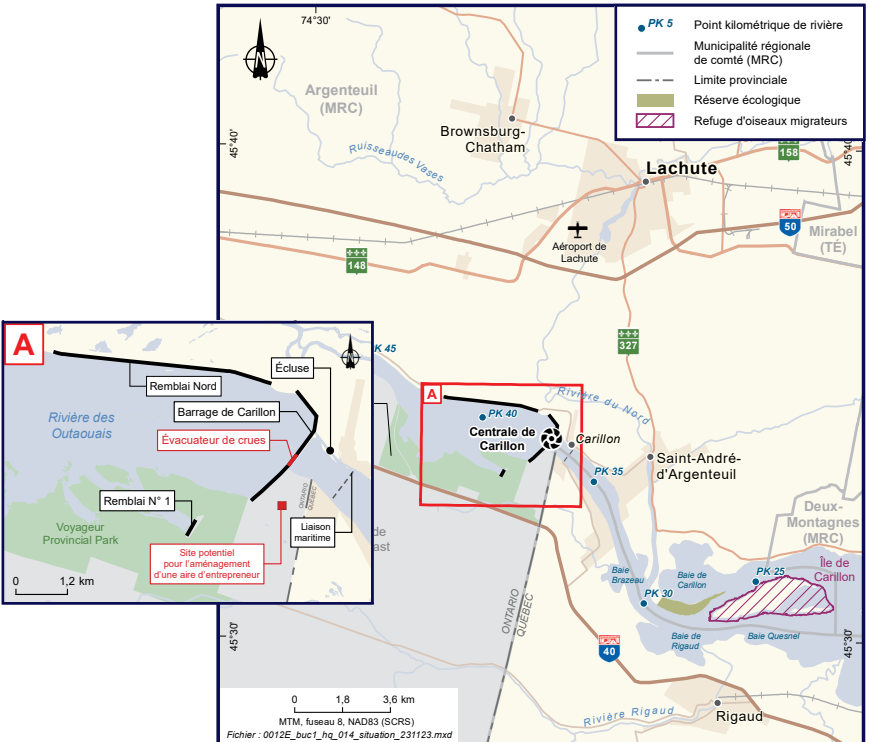 74°30'
PK 5 Point kilométrique de rivière
Municipalité régionale
de comté (MRC)
Limite provinciale
Réserve écologique
Refuge d'oiseaux migrateurs
Argenteuil
(MRC)
Brownsburg-
Chatham
Ruisseaudes Vases
45°40'
45°40'
158
Lachute
50
Mirabel
(TÉ)
Aéroport de
Lachute
148
327
A
Écluse
Remblai Nord
Barrage de Carillon
Rivière des
Outaouais
Évacuateur de crues
Remblai N° 1
ONTARIO
QUÉBEC
Voyageur
Provincial Park
Liaison
maritime
Site potentiel
pour l'aménagement
d'une aire d'entrepreneur
0 1,2 km
K 45
A
PK 40
Centrale de
Carillon
Carillon
Rivière du Nord
PK 35
Saint-André-
d'Argenteuil
Deux-
Montagnes
(MRC)
de
ast
Île de
Carillon
PK 25
Baie
Brazeau
Baie de
Carillon
PK 30
Baie de
Rigaud
Baie Quesnel
ONTARIO
QUÉBEC
45°30'
45°30'
40
Rivière Rigaud
Rigaud
0 1,8 3,6 km
MTM, fuseau 8, NAD83 (SCRS)
Fichier : 0012E_buc1_hq_014_situation_231123.mxd